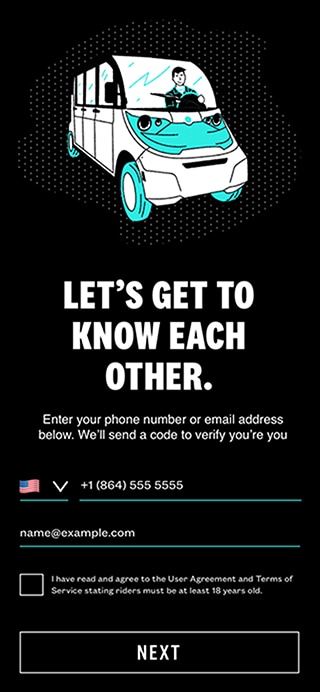 LET'S GET TO
KNOW EACH
OTHER.
Enter your phone number or email address
below. We'll send a code to verify you're you
+1 (864) 555 5555
name@example.com
I have read and agree to the User Agreement and Terms of
Service stating riders must be at least 18 years old.
NEXT